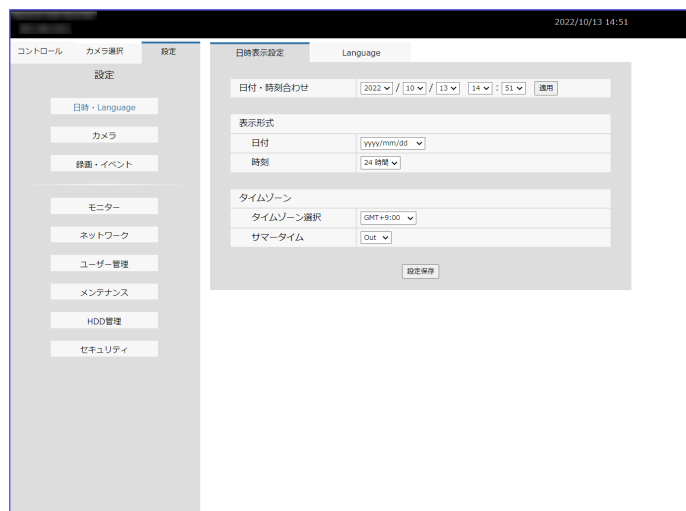 2022/10/13 14:51
コントロール カメラ選択 設定
設定
日時・Language
カメラ
録画・イベント
モニター
ネットワーク
ユーザー管理
メンテナンス
HDD管理
セキュリティ
日時表示設定 Language
日付・時刻合わせ 2022 / 10 / 13 14 : 51 適用
表示形式
日付 yyyy/mm/dd
時刻 24 時間
タイムゾーン
タイムゾーン選択 GMT+9:00
サマータイム Out
設定保存